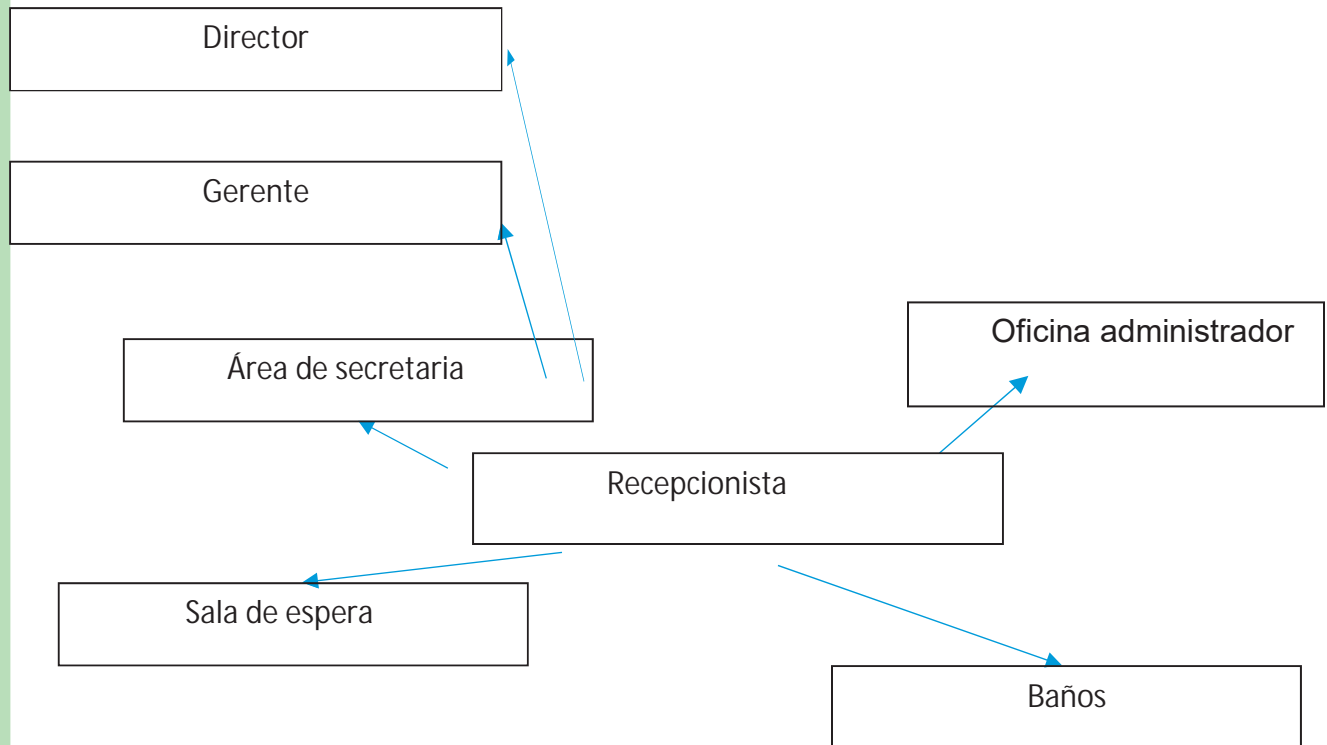 Director
Gerente
Oficina administrador
Área de secretaria
Recepcionista
Sala de espera
Baños